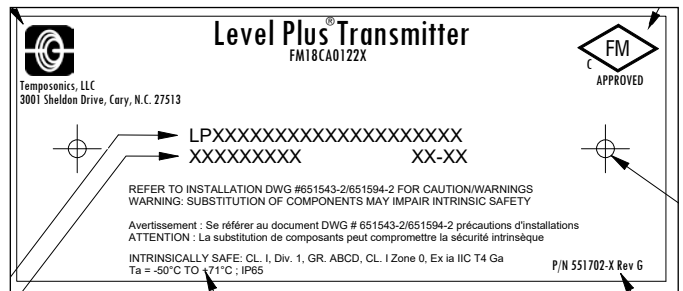 Level Plus® Transmitter
FM18CA0122X
FM
C
APPROVED
Temposonics, LLC
3001 Sheldon Drive, Cary, N.C. 27513
LPXXXXXXXXXXXXXXXXXXXX
XXXXXXXXX XX-XX
REFER TO INSTALLATION DWG #651543-2/651594-2 FOR CAUTION/WARNINGS
WARNING: SUBSTITUTION OF COMPONENTS MAY IMPAIR INTRINSIC SAFETY
Avertissement : Se référer au document DWG # 651543-2/651594-2 précautions d'installations
ATTENTION : La substitution de composants peut compromettre la sécurité intrinsèque
INTRINSICALLY SAFE: CL. I, Div. 1, GR. ABCD, CL. I Zone 0, Ex ia IIC T4 Ga
Ta = -50°C TO +71°C ; IP65
P/N 551702-X Rev G